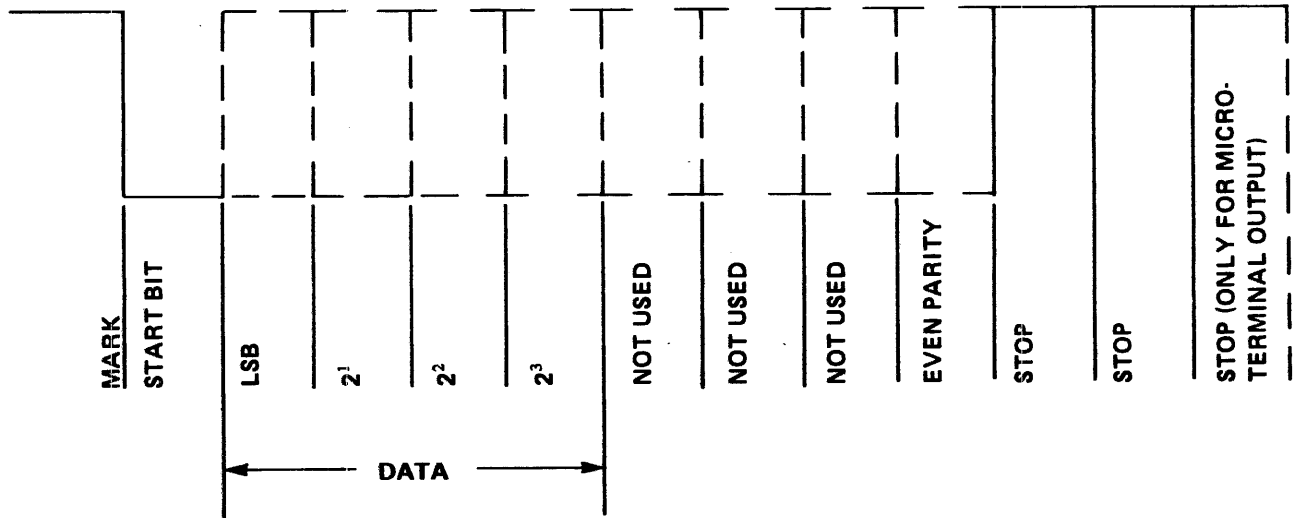 MARK
START BIT
LSB
2¹
2²
2³
NOT USED
NOT USED
NOT USED
EVEN PARITY
STOP
STOP
STOP (ONLY FOR MICRO-
TERMINAL OUTPUT)
DATA